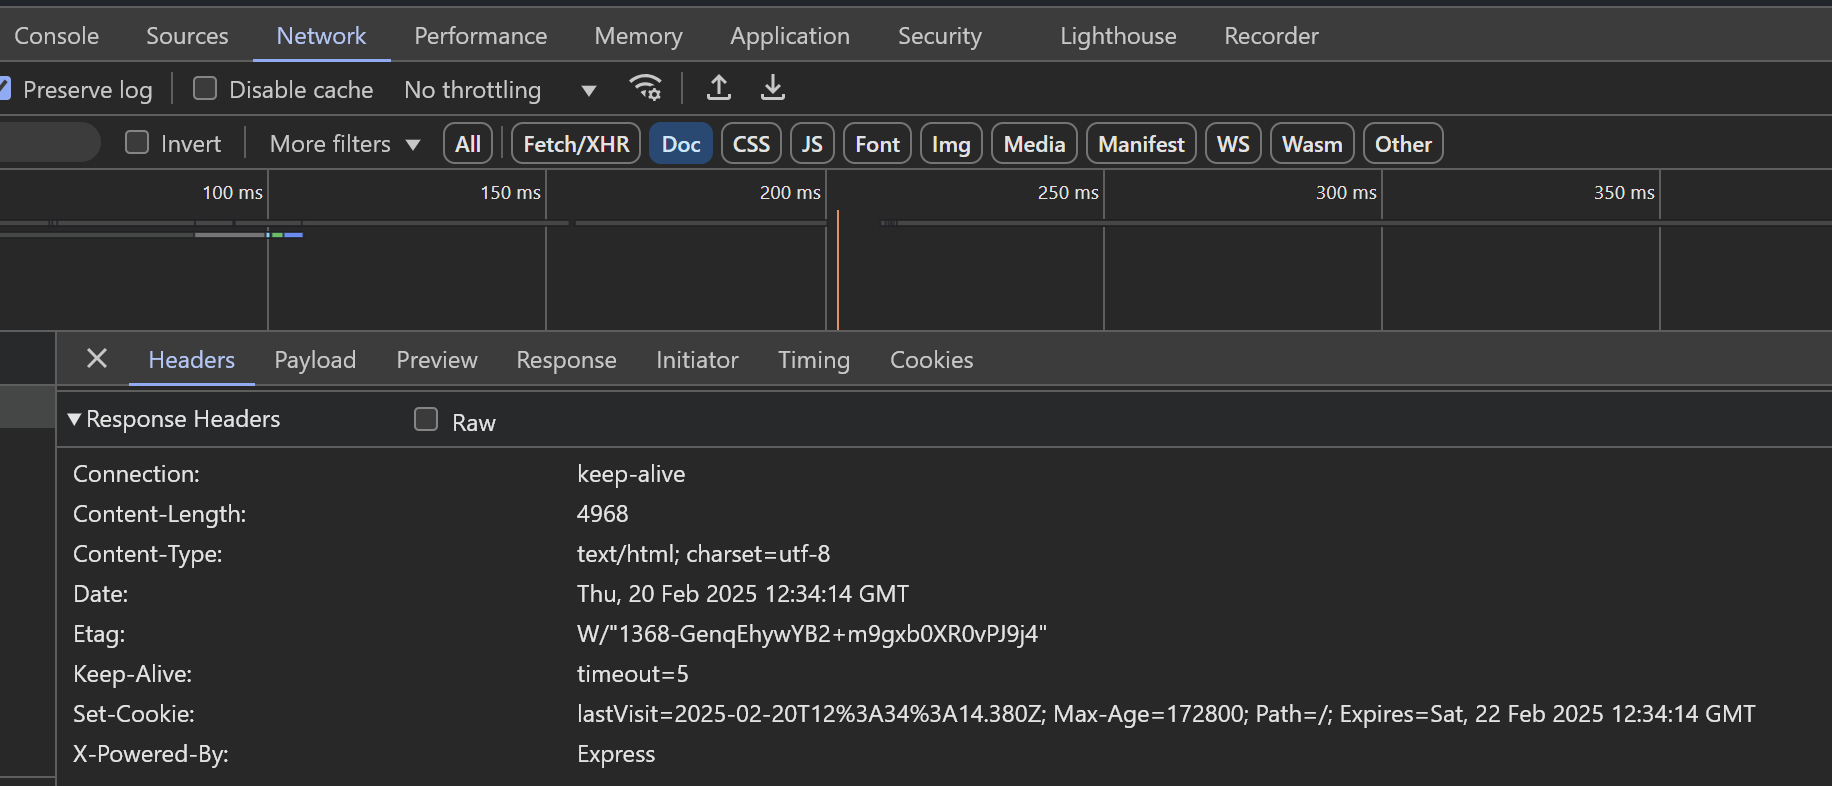 Console Sources Network Performance Memory Application Security Lighthouse Recorder
Preserve log Disable cache No throttling
Invert More filters All Fetch/XHR Doc CSS JS Font Img Media Manifest WS Wasm Other
100 ms 150 ms 200 ms 250 ms 300 ms 350 ms
Headers Payload Preview Response Initiator Timing Cookies
Response Headers Raw
Connection: keep-alive
Content-Length: 4968
Content-Type: text/html; charset=utf-8
Date: Thu, 20 Feb 2025 12:34:14 GMT
Etag: W/"1368-GenqEhywYB2+m9gxb0XR0vPJ9j4"
Keep-Alive: timeout=5
Set-Cookie: lastVisit=2025-02-20T12%3A34%3A14.380Z; Max-Age=172800; Path=/; Expires=Sat, 22 Feb 2025 12:34:14 GMT
X-Powered-By: Express